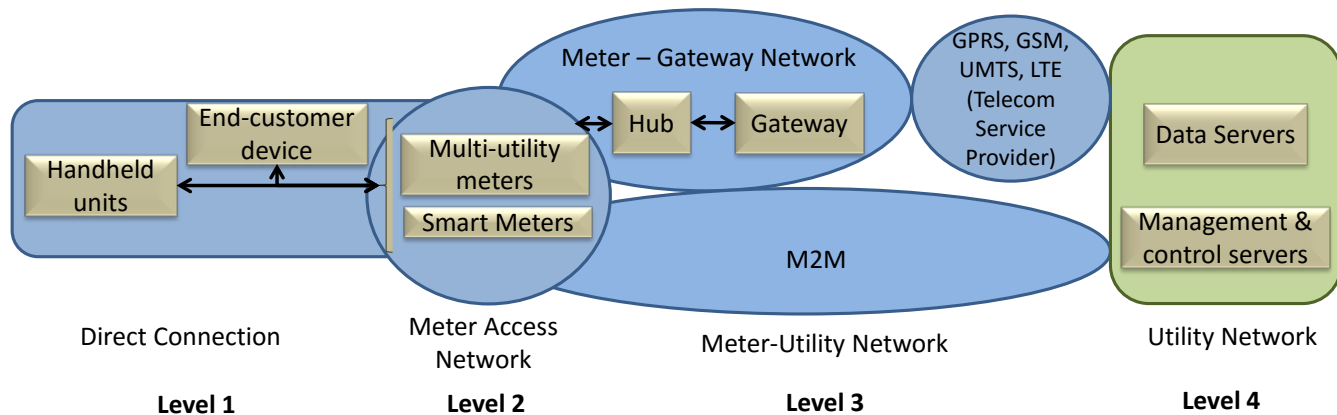 Handheld
units
End-customer
device
Multi-utility
meters
Smart Meters
Meter – Gateway Network
Hub
Gateway
GPRS, GSM,
UMTS, LTE
(Telecom
Service
Provider)
M2M
Data Servers
Management &
control servers
Direct Connection
Meter Access
Network
Meter-Utility Network
Utility Network
Level 1
Level 2
Level 3
Level 4